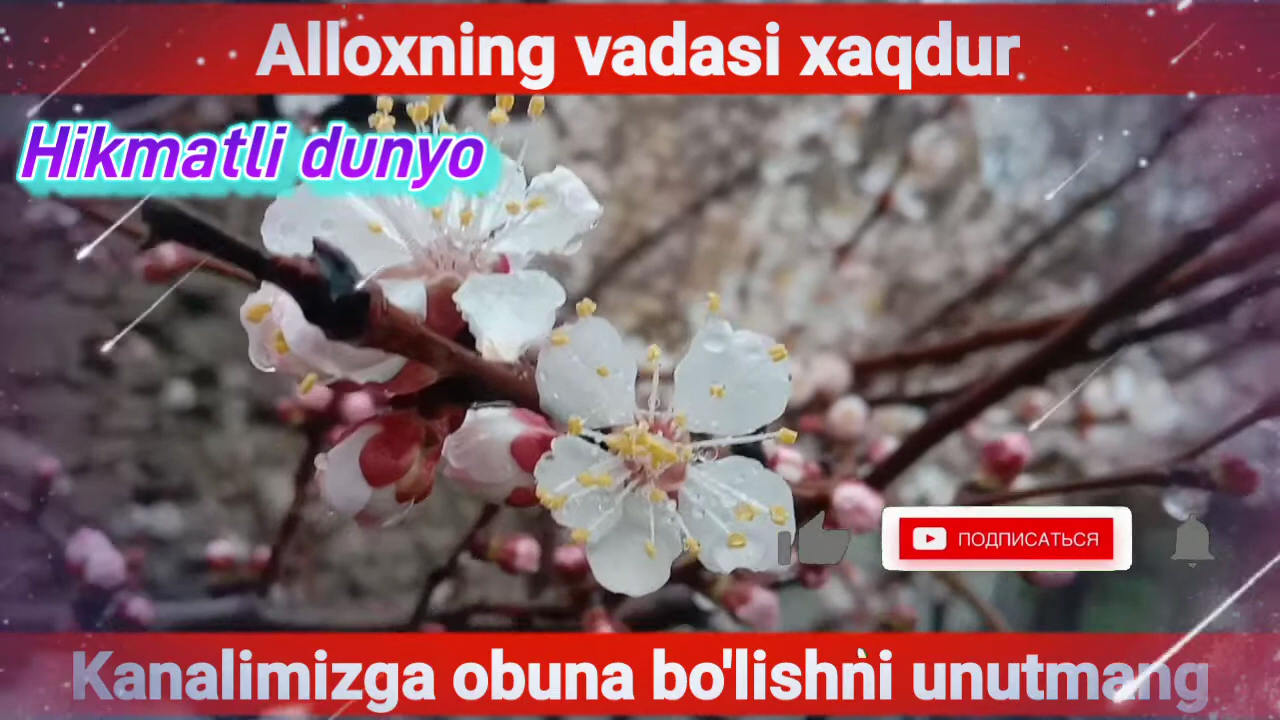 Alloxning vadasi xaqdur
Hikmatli dunyo
ПОДПИСАТЬСЯ
Kanalimizga obuna bo'lishni unutmang